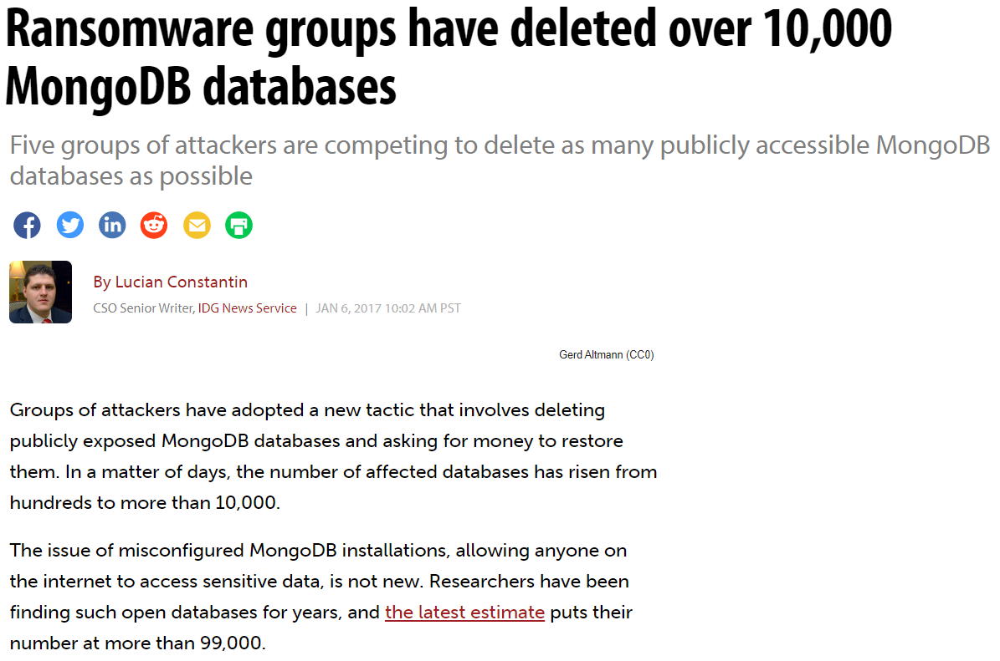 Ransomware groups have deleted over 10,000
MongoDB databases
Five groups of attackers are competing to delete as many publicly accessible MongoDB
databases as possible
By Lucian Constantin
CSO Senior Writer, IDG News Service | JAN 6, 2017 10:02 AM PST
Gerd Altmann (CC0)
Groups of attackers have adopted a new tactic that involves deleting
publicly exposed MongoDB databases and asking for money to restore
them. In a matter of days, the number of affected databases has risen from
hundreds to more than 10,000.
The issue of misconfigured MongoDB installations, allowing anyone on
the internet to access sensitive data, is not new. Researchers have been
finding such open databases for years, and the latest estimate puts their
number at more than 99,000.